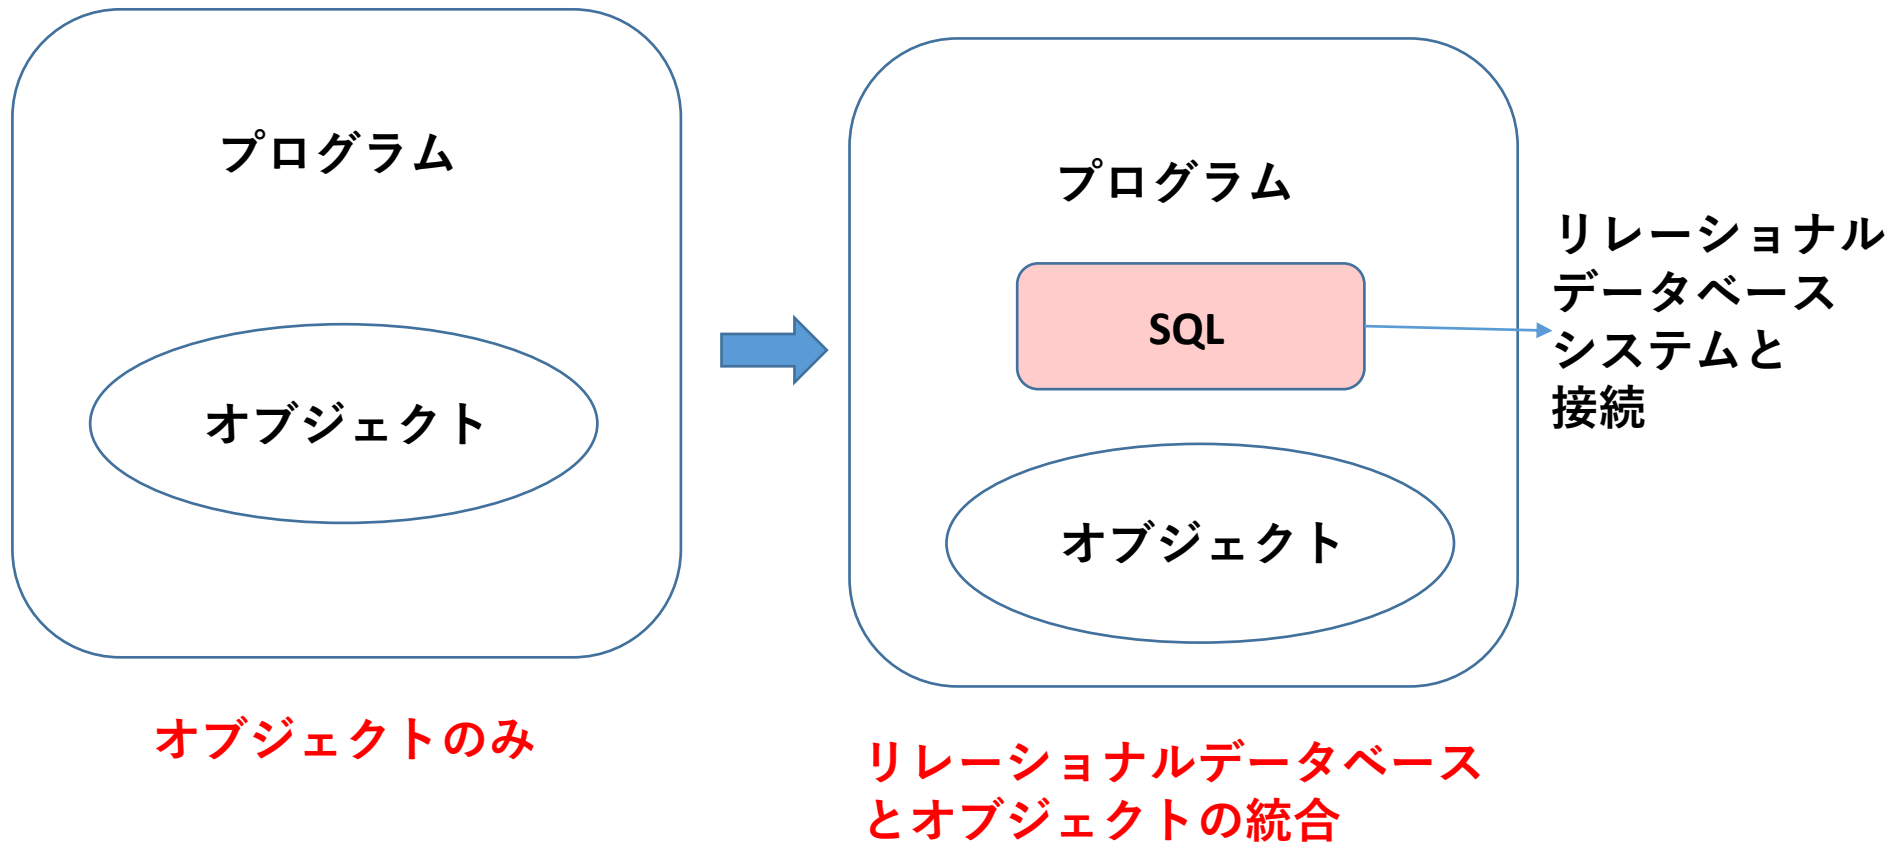 プログラム
オブジェクト
オブジェクトのみ
プログラム
SQL
オブジェクト
リレーショナル
データベース
システムと
接続
リレーショナルデータベース
とオブジェクトの統合